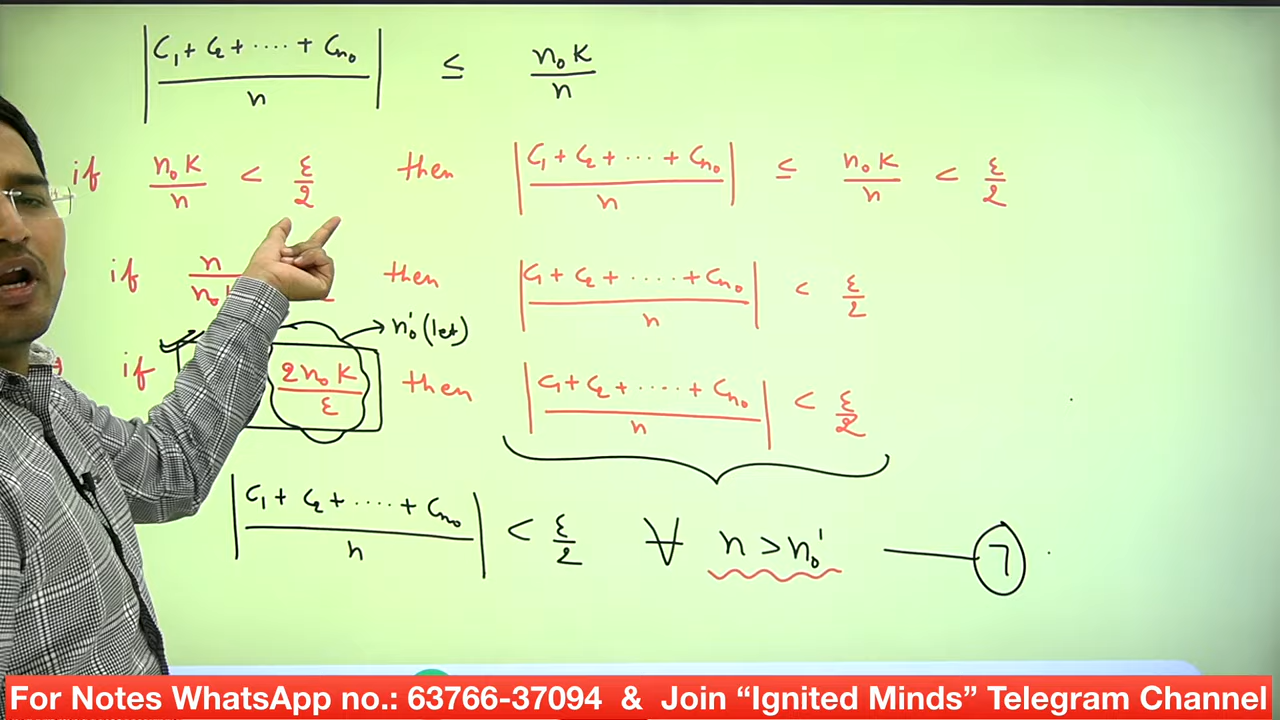 |C₁ + C₂ + ···· + Cₙ₀ / n| ≤ n₀K / n
if n₀K / n < ε / 2 then |C₁ + C₂ + ··· + Cₙ₀ / n| ≤ n₀K / n < ε / 2
if n / n₀ then |C₁ + C₂ + ···· + Cₙ₀ / n| < ε / 2
n₀' (let)
if 2n₀K / ε then |C₁ + C₂ + ···· + Cₙ₀ / n| < ε / 2
|C₁ + C₂ + ···· + Cₙ₀ / n| < ε / 2 ∀ n > n₀' — 7
For Notes WhatsApp no.: 63766-37094 & Join “Ignited Minds” Telegram Channel